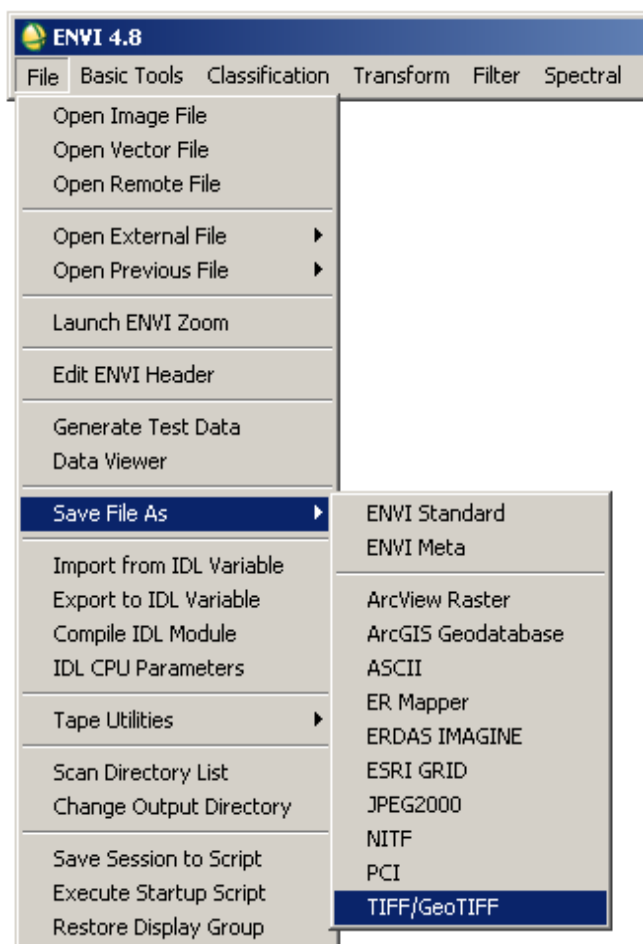 ENVI 4.8
File Basic Tools Classification Transform Filter Spectral
Open Image File
Open Vector File
Open Remote File
Open External File
Open Previous File
Launch ENVI Zoom
Edit ENVI Header
Generate Test Data
Data Viewer
Save File As
Import from IDL Variable
Export to IDL Variable
Compile IDL Module
IDL CPU Parameters
Tape Utilities
Scan Directory List
Change Output Directory
Save Session to Script
Execute Startup Script
Restore Display Group
ENVI Standard
ENVI Meta
ArcView Raster
ArcGIS Geodatabase
ASCII
ER Mapper
ERDAS IMAGINE
ESRI GRID
JPEG2000
NITF
PCI
TIFF/GeoTIFF